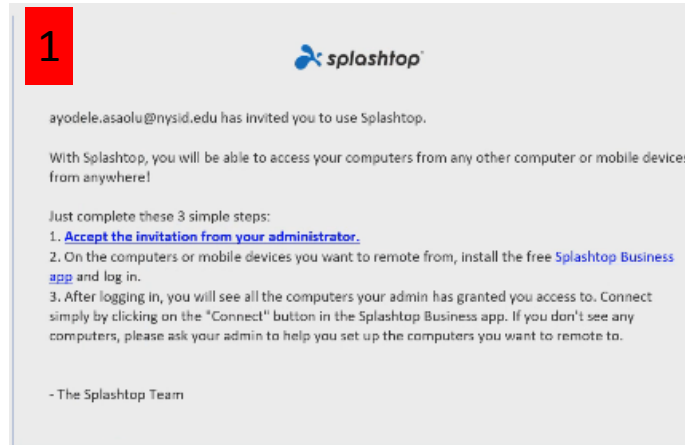 1
splashtop
ayodele.asaolu@nysid.edu has invited you to use Splashtop.
With Splashtop, you will be able to access your computers from any other computer or mobile devices
from anywhere!
Just complete these 3 simple steps:
1. Accept the invitation from your administrator.
2. On the computers or mobile devices you want to remote from, install the free Splashtop Business
app and log in.
3. After logging in, you will see all the computers your admin has granted you access to. Connect
simply by clicking on the "Connect" button in the Splashtop Business app. If you don't see any
computers, please ask your admin to help you set up the computers you want to remote to.
- The Splashtop Team